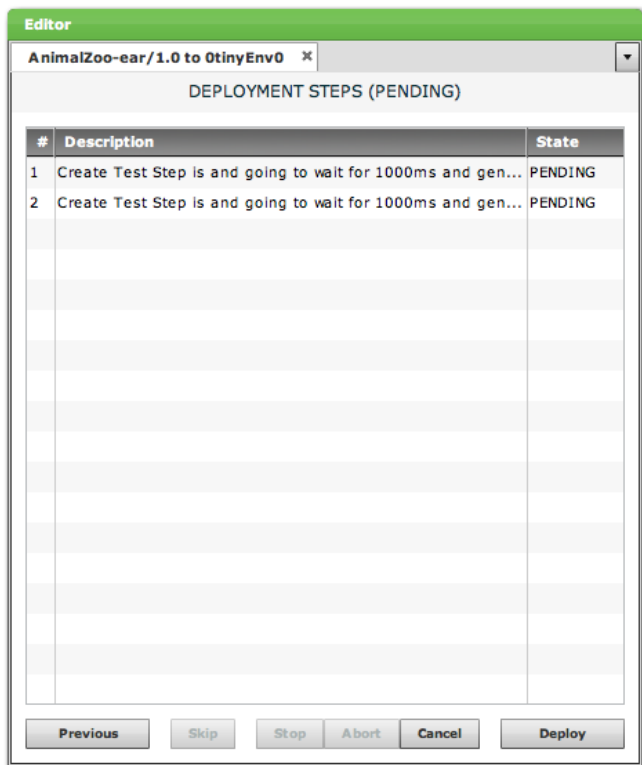 Editor
AnimalZoo-ear/1.0 to 0tinyEnv0
DEPLOYMENT STEPS (PENDING)
# Description State
1 Create Test Step is and going to wait for 1000ms and gen... PENDING
2 Create Test Step is and going to wait for 1000ms and gen... PENDING
Previous Skip Stop Abort Cancel Deploy